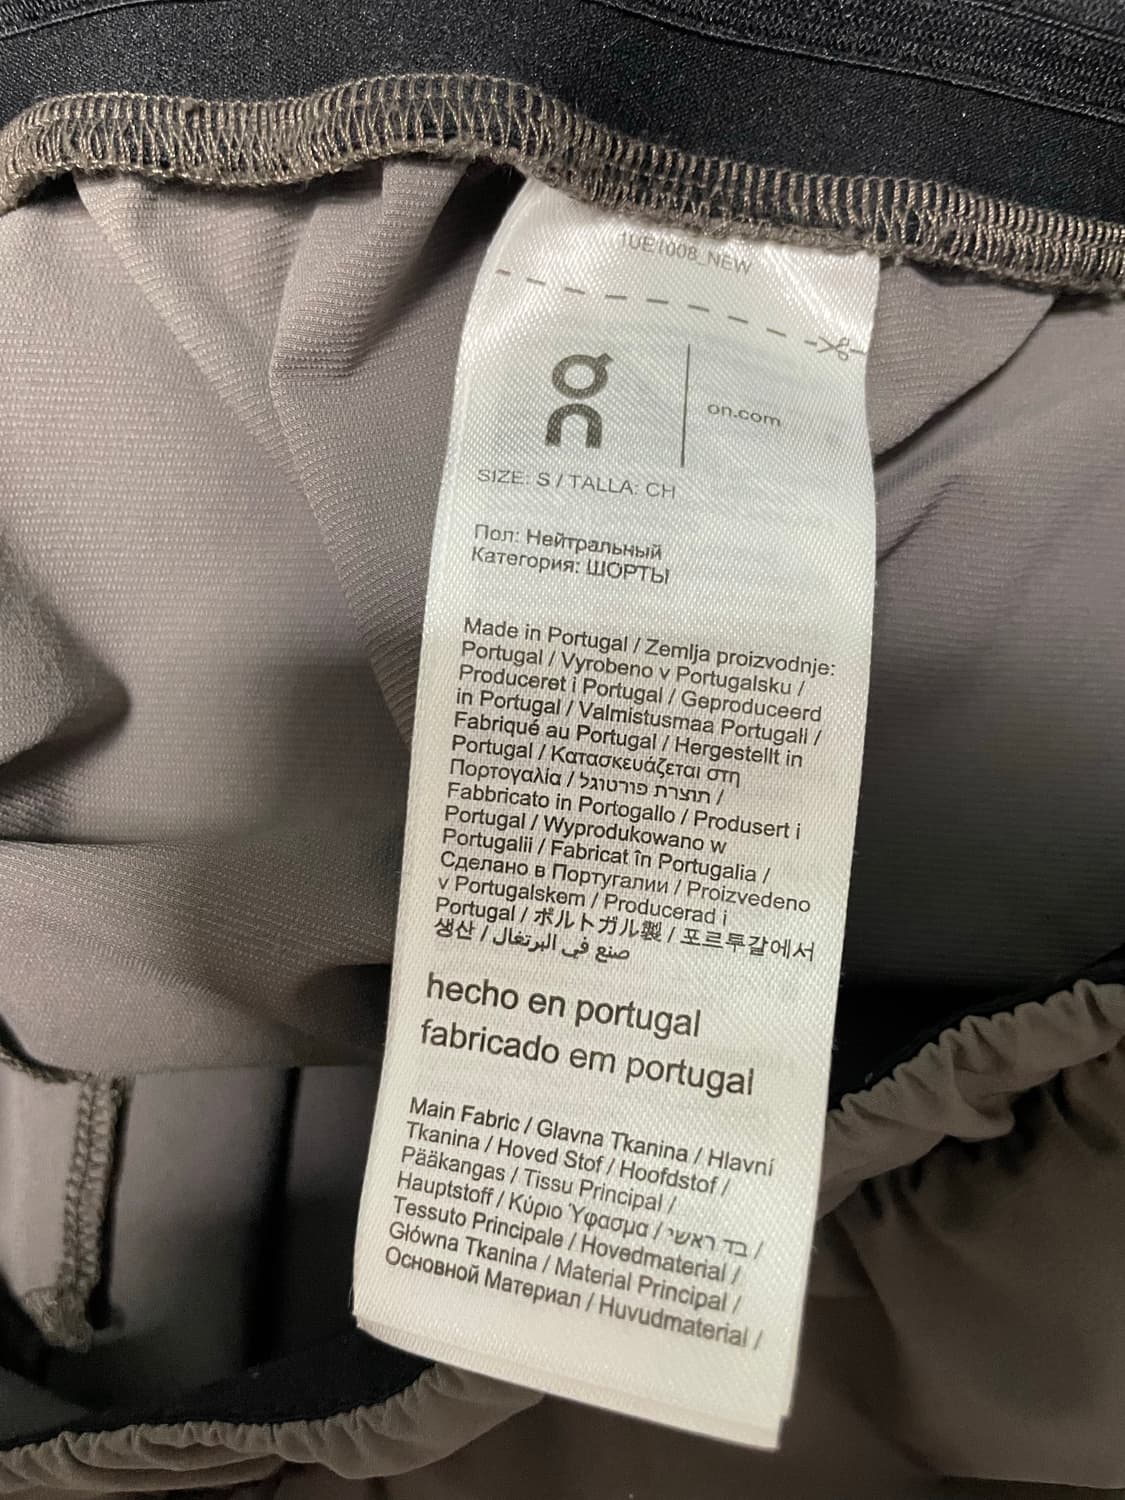 1UE1008_NEW
on
on.com
SIZE: S / TALLA: CH
Пол: Нейтральный
Категория: ШОРТЫ
Made in Portugal / Zemlja proizvodnje:
Portugal / Vyrobeno v Portugalsku /
Produceret i Portugal / Geproduceerd
in Portugal / Valmistusmaa Portugali /
Fabriqué au Portugal / Hergestellt in
Portugal / Κατασκευάζεται στη
Πορτογαλία / תוצרת פורטוגל /
Fabbricato in Portogallo / Produsert i
Portugal / Wyprodukowano w
Portugalii / Fabricat în Portugalia /
Сделано в Португалии / Proizvedeno
v Portugalskem / Producerad i
Portugal / ポルトガル製 / 포르투갈에서
생산 / صنع في البرتغال
hecho en portugal
fabricado em portugal
Main Fabric / Glavna Tkanina / Hlavní
Tkanina / Hoved Stof / Hoofdstof /
Pääkangas / Tissu Principal /
Hauptstoff / Κύριο Ύφασμα / בד ראשי /
Tessuto Principale / Hovedmaterial /
Główna Tkanina / Material Principal /
Основной Материал / Huvudmaterial /